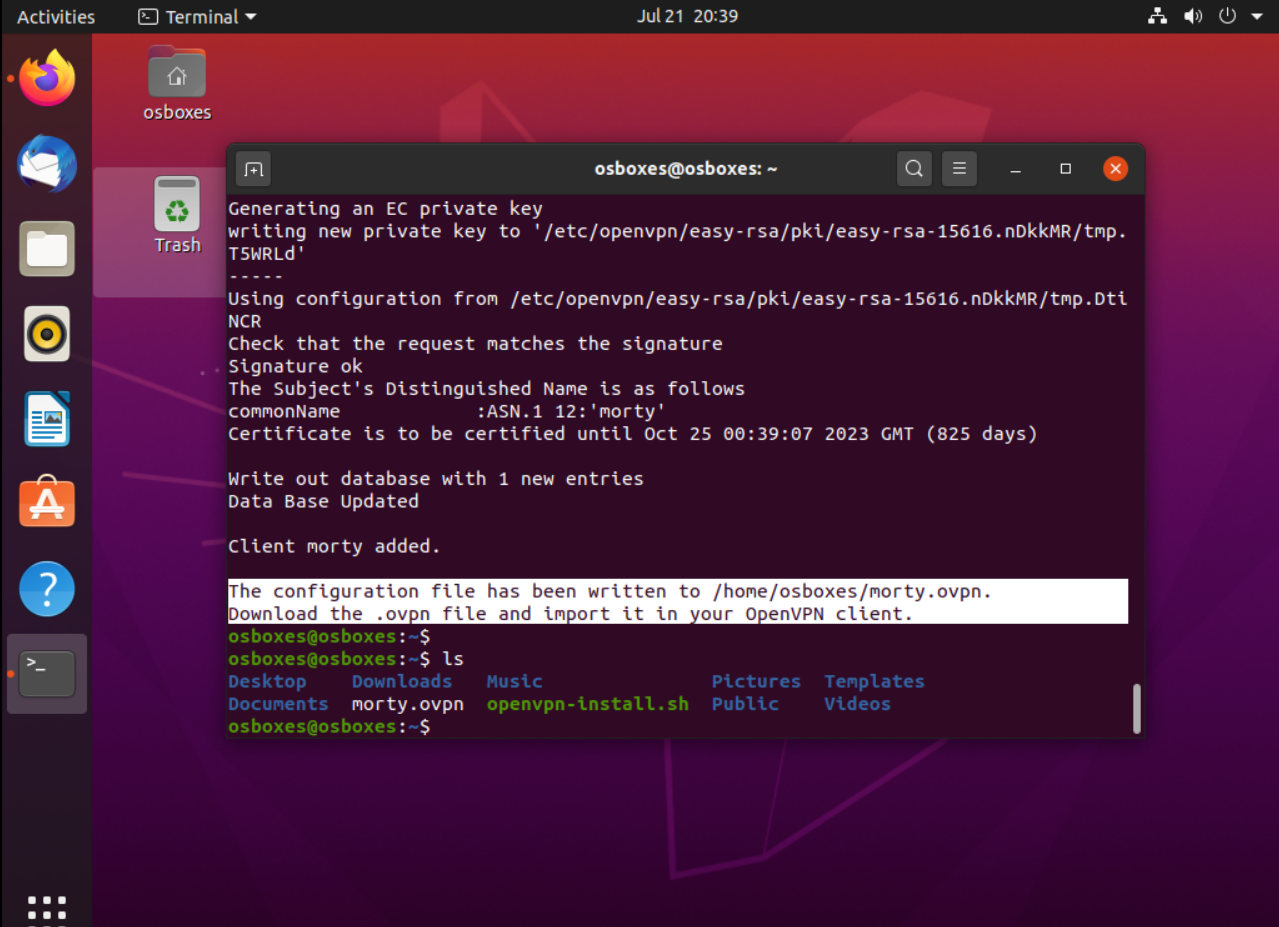 Activities
Terminal
Jul 21 20:39
osboxes
Trash
osboxes@osboxes: ~
Generating an EC private key
writing new private key to '/etc/openvpn/easy-rsa/pki/easy-rsa-15616.nDkkMR/tmp.
T5WRLd'
-----
Using configuration from /etc/openvpn/easy-rsa/pki/easy-rsa-15616.nDkkMR/tmp.Dti
NCR
Check that the request matches the signature
Signature ok
The Subject's Distinguished Name is as follows
commonName            :ASN.1 12:'morty'
Certificate is to be certified until Oct 25 00:39:07 2023 GMT (825 days)
Write out database with 1 new entries
Data Base Updated
Client morty added.
The configuration file has been written to /home/osboxes/morty.ovpn.
Download the .ovpn file and import it in your OpenVPN client.
osboxes@osboxes:~$
osboxes@osboxes:~$ ls
Desktop    Downloads   Music               Pictures  Templates
Documents  morty.ovpn  openvpn-install.sh  Public    Videos
osboxes@osboxes:~$